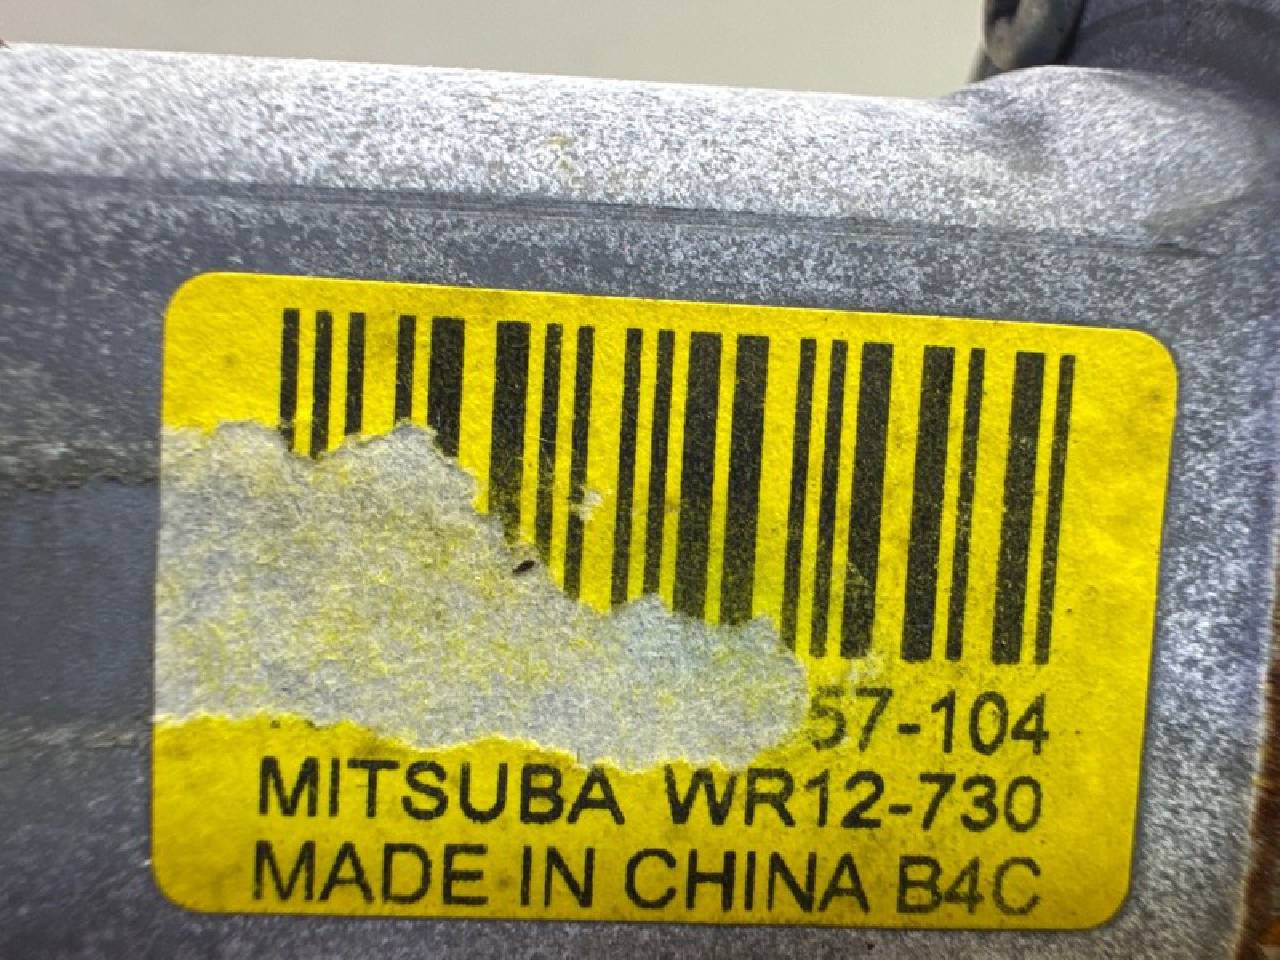 57-104
MITSUBA WR12-730
MADE IN CHINA B4C